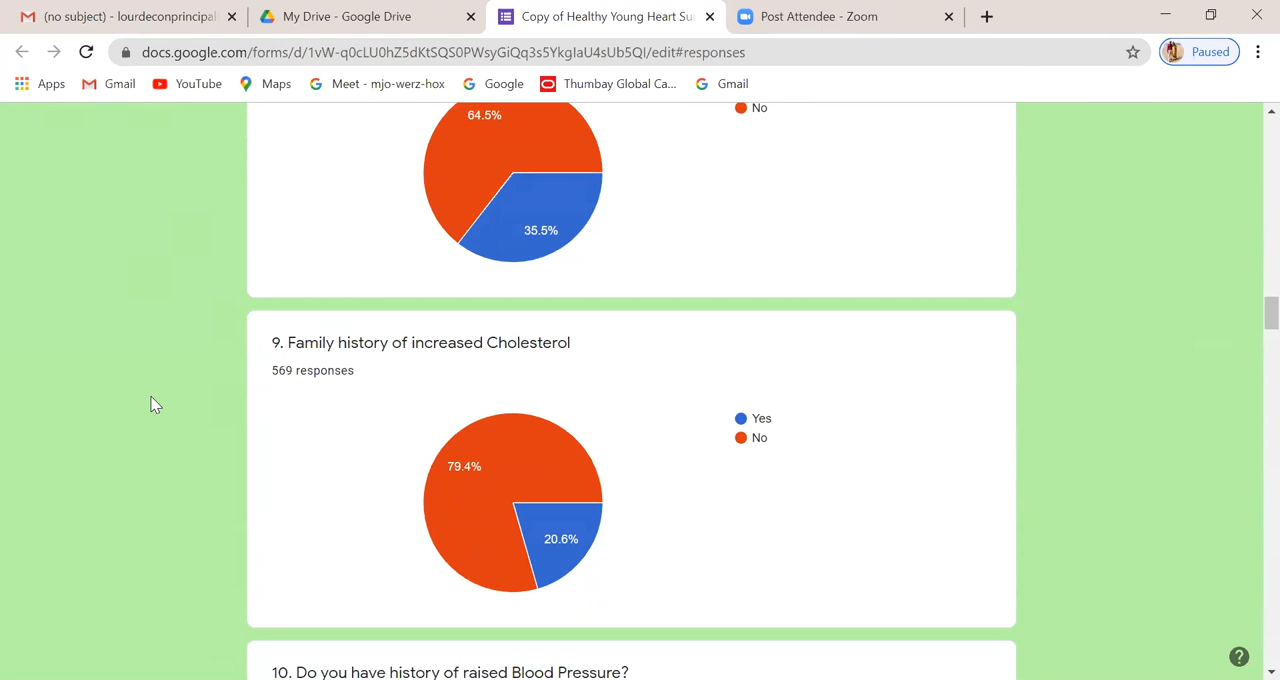 (no subject) - lourdeconprincipal
My Drive - Google Drive
Copy of Healthy Young Heart Su
Post Attendee - Zoom
docs.google.com/forms/d/1vW-q0cLU0hZ5dKtSQS0PWsyGiQq3s5YkgIaU4sUb5QI/edit#responses
Paused
Apps
Gmail
YouTube
Maps
Meet - mjo-werz-hox
Google
Thumbay Global Ca...
Gmail
No
64.5%
35.5%
9. Family history of increased Cholesterol
569 responses
Yes
No
79.4%
20.6%
10. Do you have history of raised Blood Pressure?